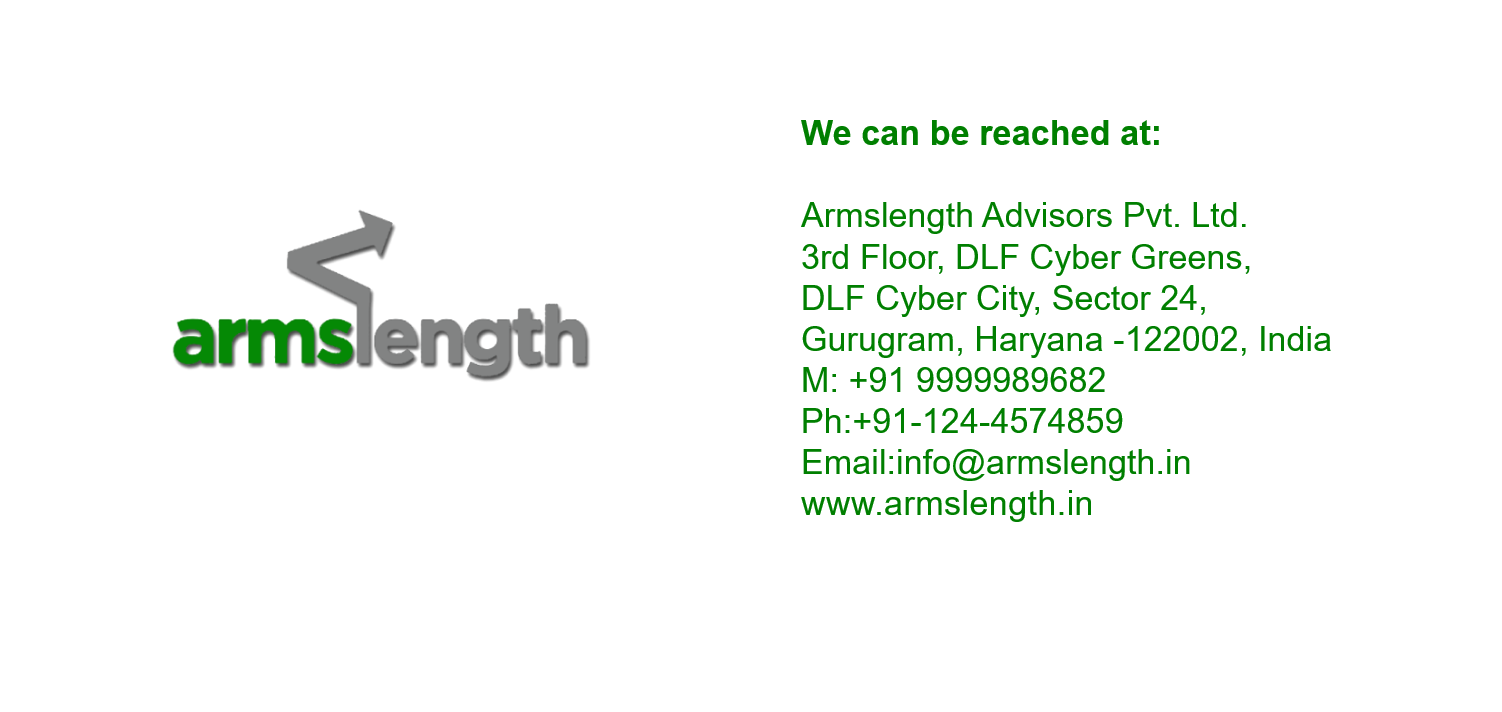 armslength
We can be reached at:
Armslength Advisors Pvt. Ltd.
3rd Floor, DLF Cyber Greens,
DLF Cyber City, Sector 24,
Gurugram, Haryana -122002, India
M: +91 9999989682
Ph:+91-124-4574859
Email:info@armslength.in
www.armslength.in